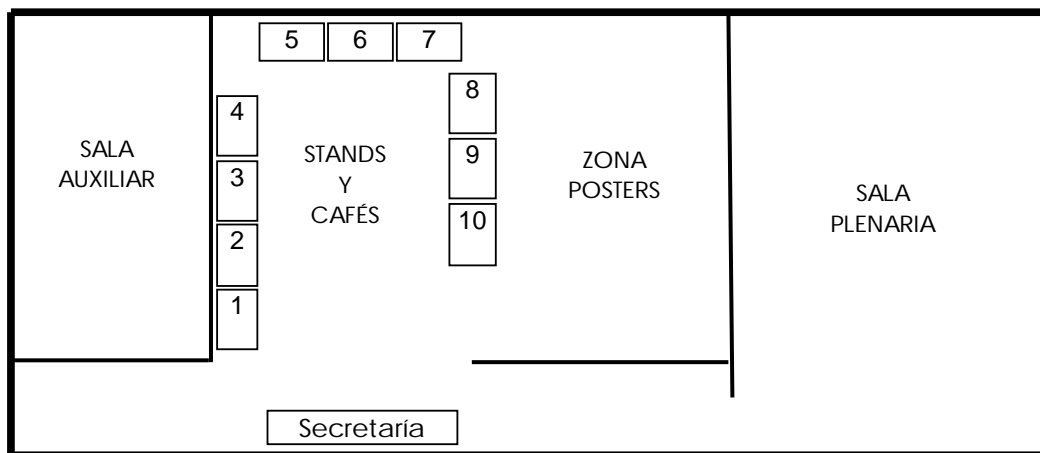 5
6
7
8
4
SALA
AUXILIAR
STANDS
Y
CAFÉS
9
ZONA
POSTERS
3
SALA
PLENARIA
10
2
1
Secretaría